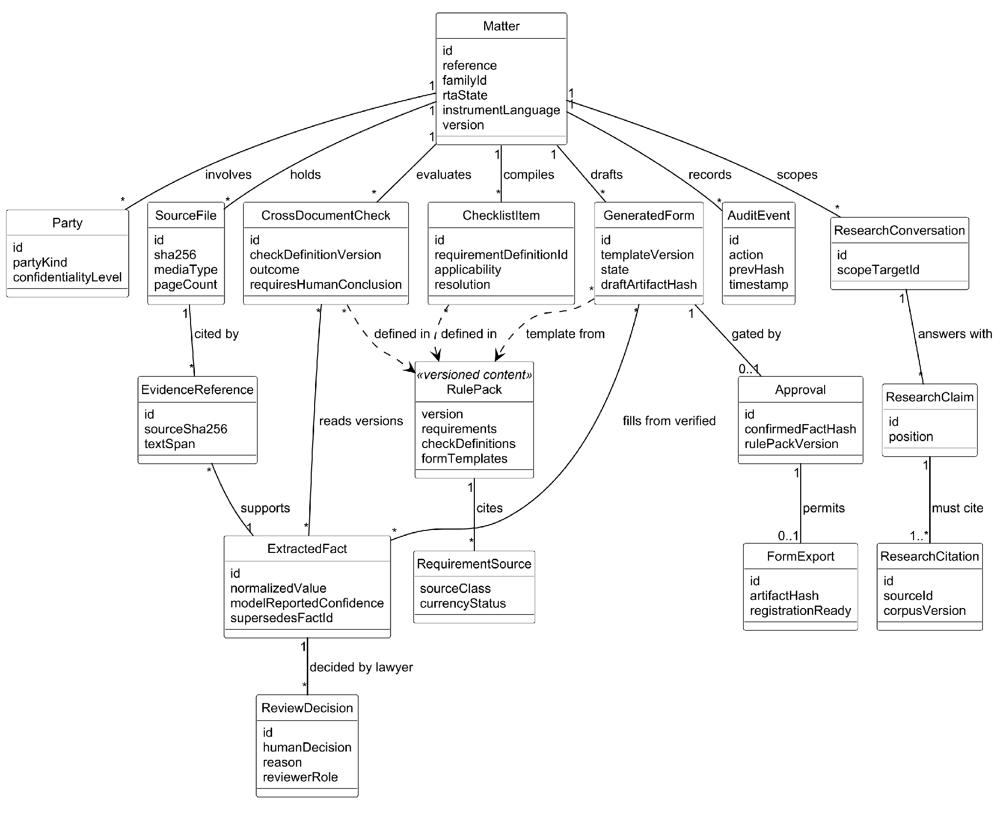 Matter
id
reference
familyId
rtaState
instrumentLanguage
version
1
1
1
1
1
1
1
involves
holds
evaluates
compiles
drafts
records
scopes
*
*
*
*
*
*
*
Party
id
partyKind
confidentialityLevel
SourceFile
id
sha256
mediaType
pageCount
CrossDocumentCheck
id
checkDefinitionVersion
outcome
requiresHumanConclusion
ChecklistItem
id
requirementDefinitionId
applicability
resolution
GeneratedForm
id
templateVersion
state
draftArtifactHash
AuditEvent
id
action
prevHash
timestamp
ResearchConversation
id
scopeTargetId
1
*
*
*
*
*
1
1
cited by
defined in
defined in
template from
gated by
answers with
*
0..1
*
EvidenceReference
id
sourceSha256
textSpan
reads versions
«versioned content»
RulePack
version
requirements
checkDefinitions
formTemplates
fills from verified
Approval
id
confirmedFactHash
rulePackVersion
ResearchClaim
id
position
*
1
1
1
supports
cites
permits
must cite
1
*
*
*
0..1
1..*
ExtractedFact
id
normalizedValue
modelReportedConfidence
supersedesFactId
RequirementSource
sourceClass
currencyStatus
FormExport
id
artifactHash
registrationReady
ResearchCitation
id
sourceId
corpusVersion
1
decided by lawyer
*
ReviewDecision
id
humanDecision
reason
reviewerRole